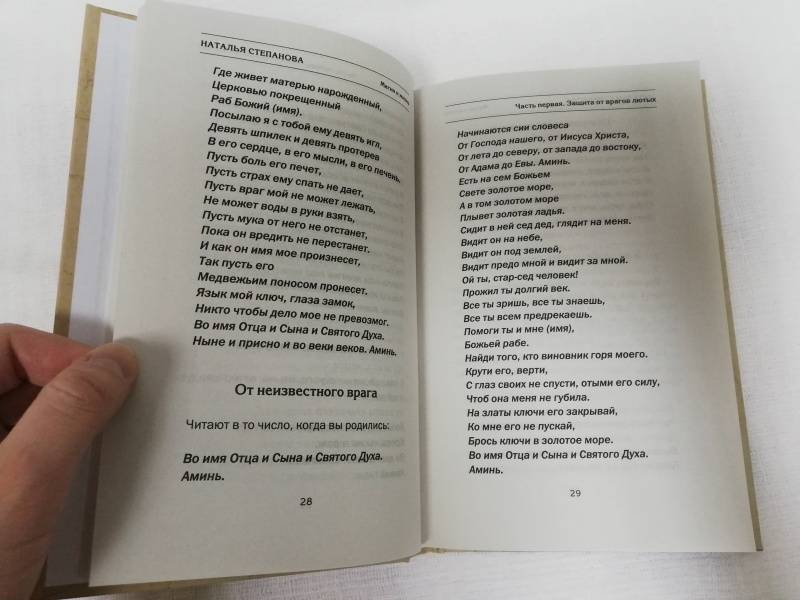 НАТАЛЬЯ СТЕПАНОВА
Магия и
Где живет матерью нарожденный,
Церковью покрещенный
Раб Божий (имя).
Посылаю я с тобой ему девять игл,
Девять шпилек и девять протерев
В его сердце, в его мысли, в его печень.
Пусть боль его печет,
Пусть страх ему спать не дает,
Пусть враг мой не может лежать,
Не может воды в руки взять,
Пусть мука от него не отстанет,
Пока он вредить не перестанет.
И как он имя мое произнесет,
Так пусть его
Медвежьим поносом пронесет.
Язык мой ключ, глаза замок,
Никто чтобы дело мое не превозмог.
Во имя Отца и Сына и Святого Духа.
Ныне и присно и во веки веков. Аминь.
От неизвестного врага
Читают в то число, когда вы родились:
Во имя Отца и Сына и Святого Духа.
Аминь.
28
Часть первая. Защита от врагов лютых
Начинаются сии словеса
От Господа нашего, от Иисуса Христа,
От лета до северу, от запада до востоку,
От Адама до Евы. Аминь.
Есть на сем Божьем
Свете золотое море,
А в том золотом море
Плывет золотая ладья.
Сидит в ней сед дед, глядит на меня.
Видит он на небе,
Видит он под землей,
Видит предо мной и видит за мной.
Ой ты, стар-сед человек!
Прожил ты долгий век.
Все ты зришь, все ты знаешь,
Все ты всем предрекаешь.
Помоги ты и мне (имя),
Божьей рабе.
Найди того, кто виновник горя моего.
Крути его, верти,
С глаз своих не спусти, отыми его силу,
Чтоб она меня не губила.
На златы ключи его закрывай,
Ко мне его не пускай,
Брось ключи в золотое море.
Во имя Отца и Сына и Святого Духа.
Аминь.
29